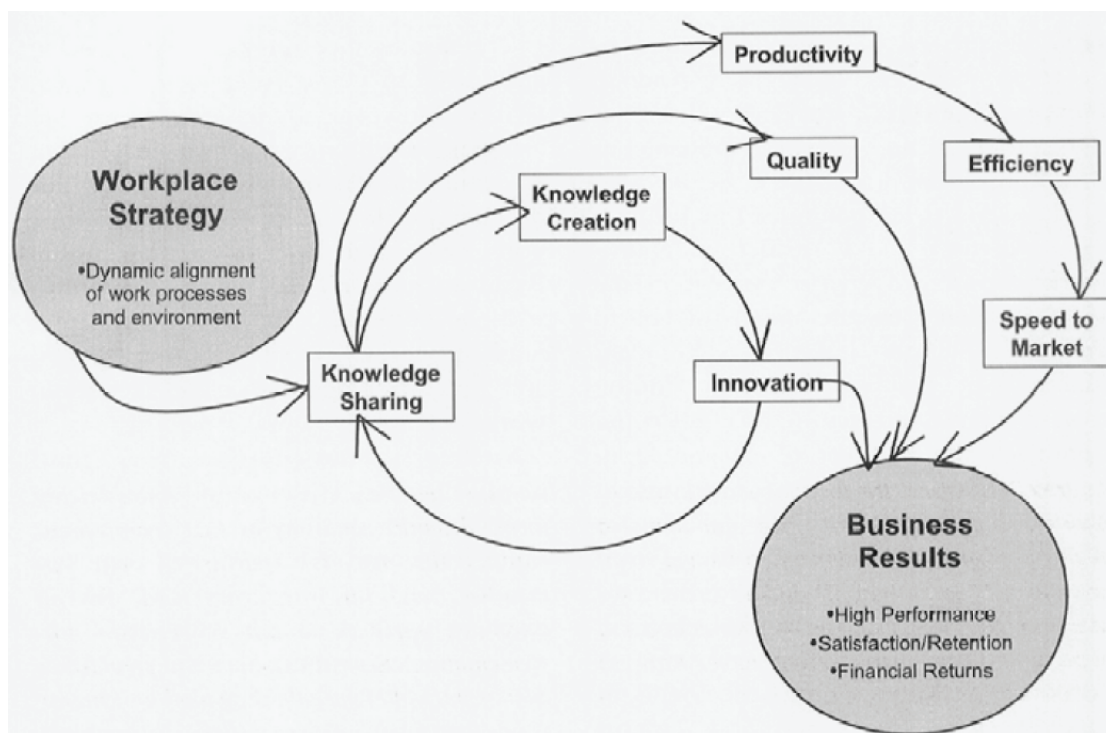 Workplace
Strategy
•Dynamic alignment
of work processes
and environment
Knowledge
Sharing
Knowledge
Creation
Productivity
Quality
Efficiency
Speed to
Market
Innovation
Business
Results
•High Performance
•Satisfaction/Retention
•Financial Returns